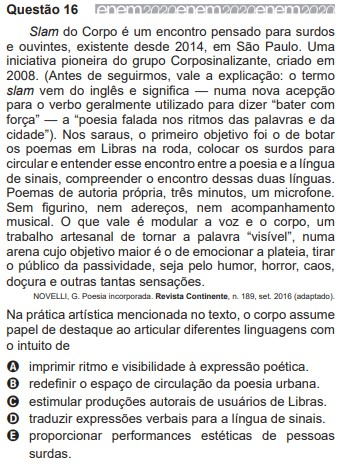 Questão 16 enem2020enem2020enem2020
Slam do Corpo é um encontro pensado para surdos
e ouvintes, existente desde 2014, em São Paulo. Uma
iniciativa pioneira do grupo Corposinalizante, criado em
2008. (Antes de seguirmos, vale a explicação: o termo
slam vem do inglês e significa — numa nova acepção
para o verbo geralmente utilizado para dizer “bater com
força” — a “poesia falada nos ritmos das palavras e da
cidade”). Nos saraus, o primeiro objetivo foi o de botar
os poemas em Libras na roda, colocar os surdos para
circular e entender esse encontro entre a poesia e a língua
de sinais, compreender o encontro dessas duas línguas.
Poemas de autoria própria, três minutos, um microfone.
Sem figurino, nem adereços, nem acompanhamento
musical. O que vale é modular a voz e o corpo, um
trabalho artesanal de tornar a palavra “visível”, numa
arena cujo objetivo maior é o de emocionar a plateia, tirar
o público da passividade, seja pelo humor, horror, caos,
doçura e outras tantas sensações.
NOVELLI, G. Poesia incorporada. Revista Continente, n. 189, set. 2016 (adaptado).
Na prática artística mencionada no texto, o corpo assume
papel de destaque ao articular diferentes linguagens com
o intuito de
A imprimir ritmo e visibilidade à expressão poética.
B redefinir o espaço de circulação da poesia urbana.
C estimular produções autorais de usuários de Libras.
D traduzir expressões verbais para a língua de sinais.
E proporcionar performances estéticas de pessoas
surdas.